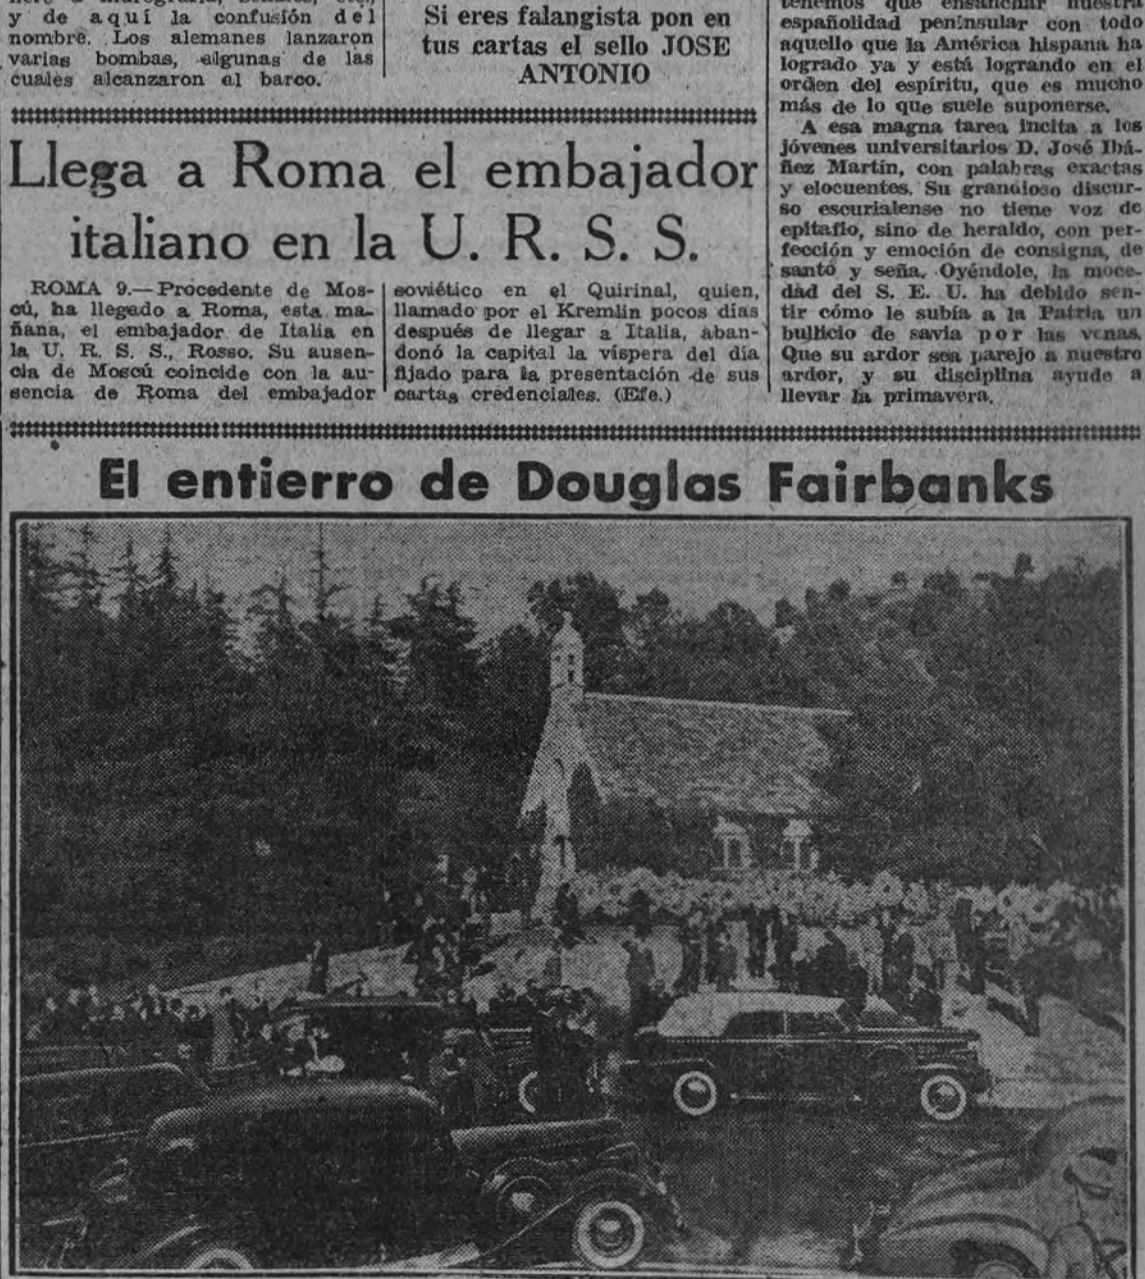 y de aquí la confusión del
nombre. Los alemanes lanzaron
varias bombas, algunas de las
cuales alcanzaron al barco.
Si eres falangista pon en
tus cartas el sello JOSE
ANTONIO
Llega a Roma el embajador
italiano en la U. R. S. S.
ROMA 9.—Procedente de Mos-
cú, ha llegado a Roma, esta ma-
ñana, el embajador de Italia en
la U. R. S. S., Rosso. Su ausen-
cia de Moscú coincide con la au-
sencia de Roma del embajador
soviético en el Quirinal, quien,
llamado por el Kremlin pocos días
después de llegar a Italia, aban-
donó la capital la víspera del día
fijado para la presentación de sus
cartas credenciales. (Efe.)
tenemos que ensanchar nuestra
españolidad peninsular con todo
aquello que la América hispana ha
logrado ya y está logrando en el
orden del espíritu, que es mucho
más de lo que suele suponerse.
A esa magna tarea incita a los
jóvenes universitarios D. José Ibá-
ñez Martín, con palabras exactas
y elocuentes. Su grandioso discur-
so escurialense no tiene voz de
epitafio, sino de heraldo, con per-
fección y emoción de consigna, de
santo y seña. Oyéndole, la moce-
dad del S. E. U. ha debido sen-
tir cómo le subía a la Patria un
bullicio de savia por las venas.
Que su ardor sea parejo a nuestro
ardor, y su disciplina ayude a
llevar la primavera.
El entierro de Douglas Fairbanks